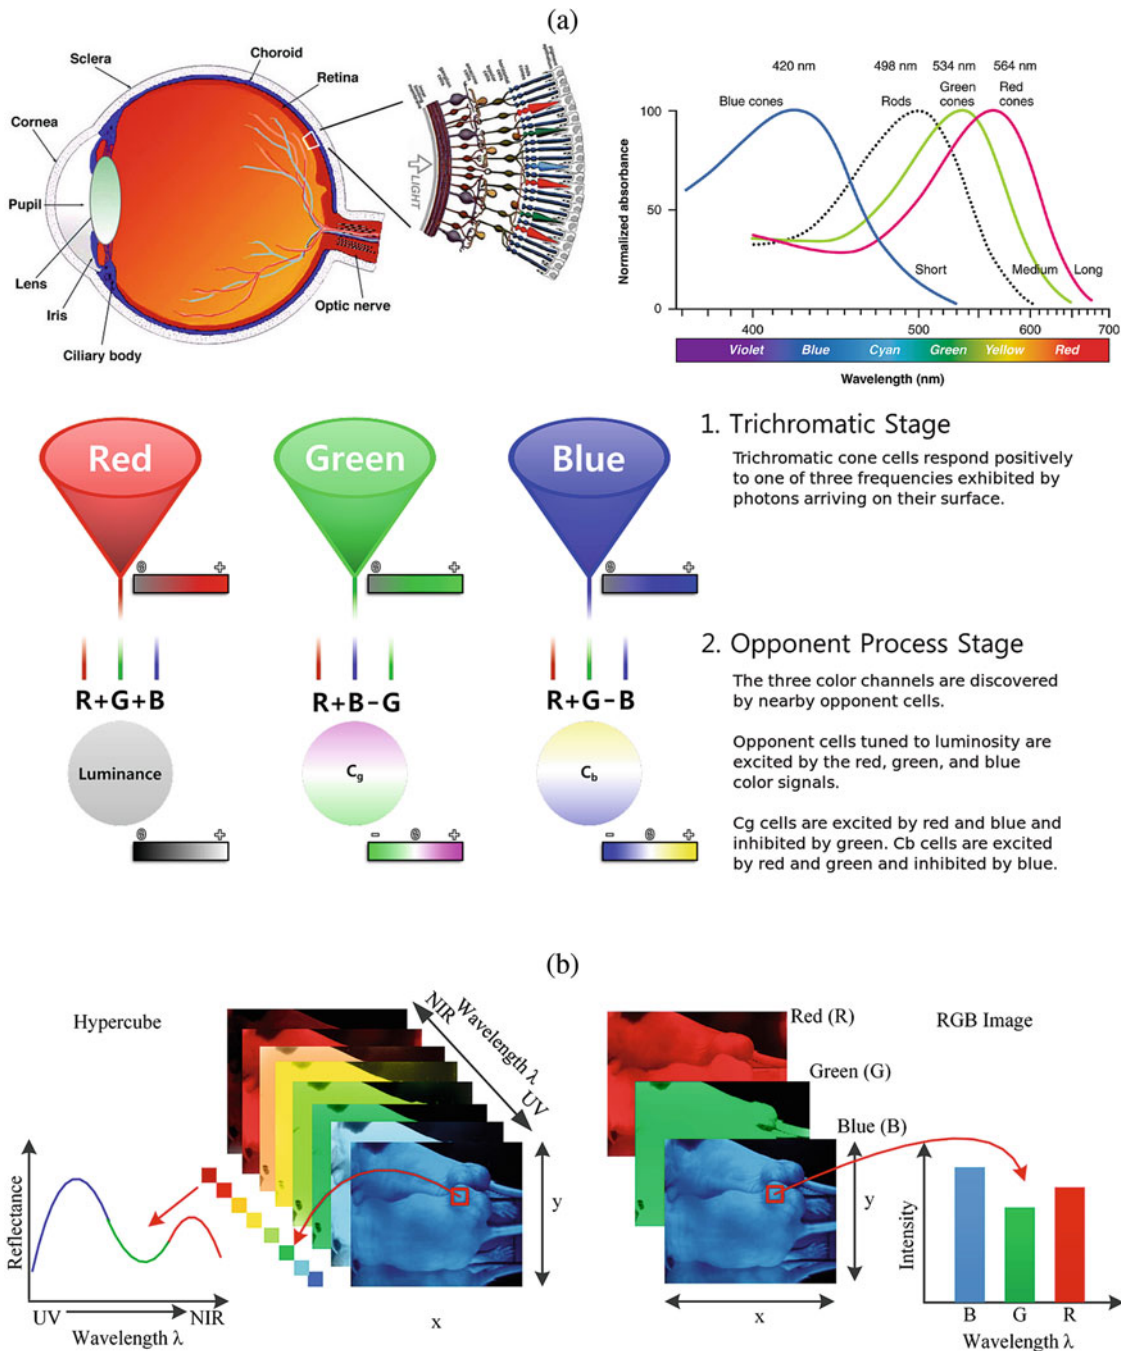 (a)
Sclera
Choroid
Retina
Cornea
Pupil
Lens
Iris
Ciliary body
Optic nerve
LIGHT
420 nm
498 nm
534 nm
564 nm
Blue cones
Rods
Green
cones
Red
cones
Normalized absorbance
100
50
0
Short
Medium
Long
400
500
600
700
Violet
Blue
Cyan
Green
Yellow
Red
Wavelength (nm)
Red
Green
Blue
1. Trichromatic Stage
Trichromatic cone cells respond positively
to one of three frequencies exhibited by
photons arriving on their surface.
+
+
+
R+G+B
R+B-G
R+G-B
Luminance
Cg
Cb
+
- +
- +
2. Opponent Process Stage
The three color channels are discovered
by nearby opponent cells.
Opponent cells tuned to luminosity are
excited by the red, green, and blue
color signals.
Cg cells are excited by red and blue and
inhibited by green. Cb cells are excited
by red and green and inhibited by blue.
(b)
Hypercube
NIR
Wavelength λ
UV
Reflectance
UV
NIR
Wavelength λ
y
x
Red (R)
Green (G)
Blue (B)
y
x
RGB Image
Intensity
B
G
R
Wavelength λ